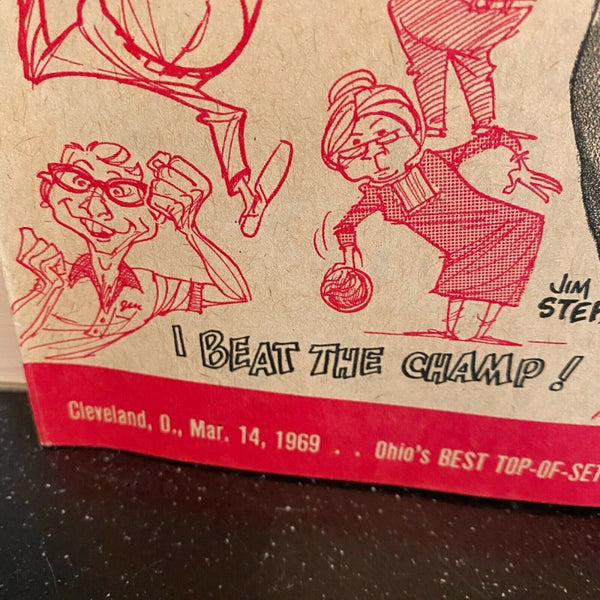 JIM
I BEAT THE CHAMP!
Cleveland, O., Mar. 14, 1969 . . Ohio's BEST TOP-OF-SET